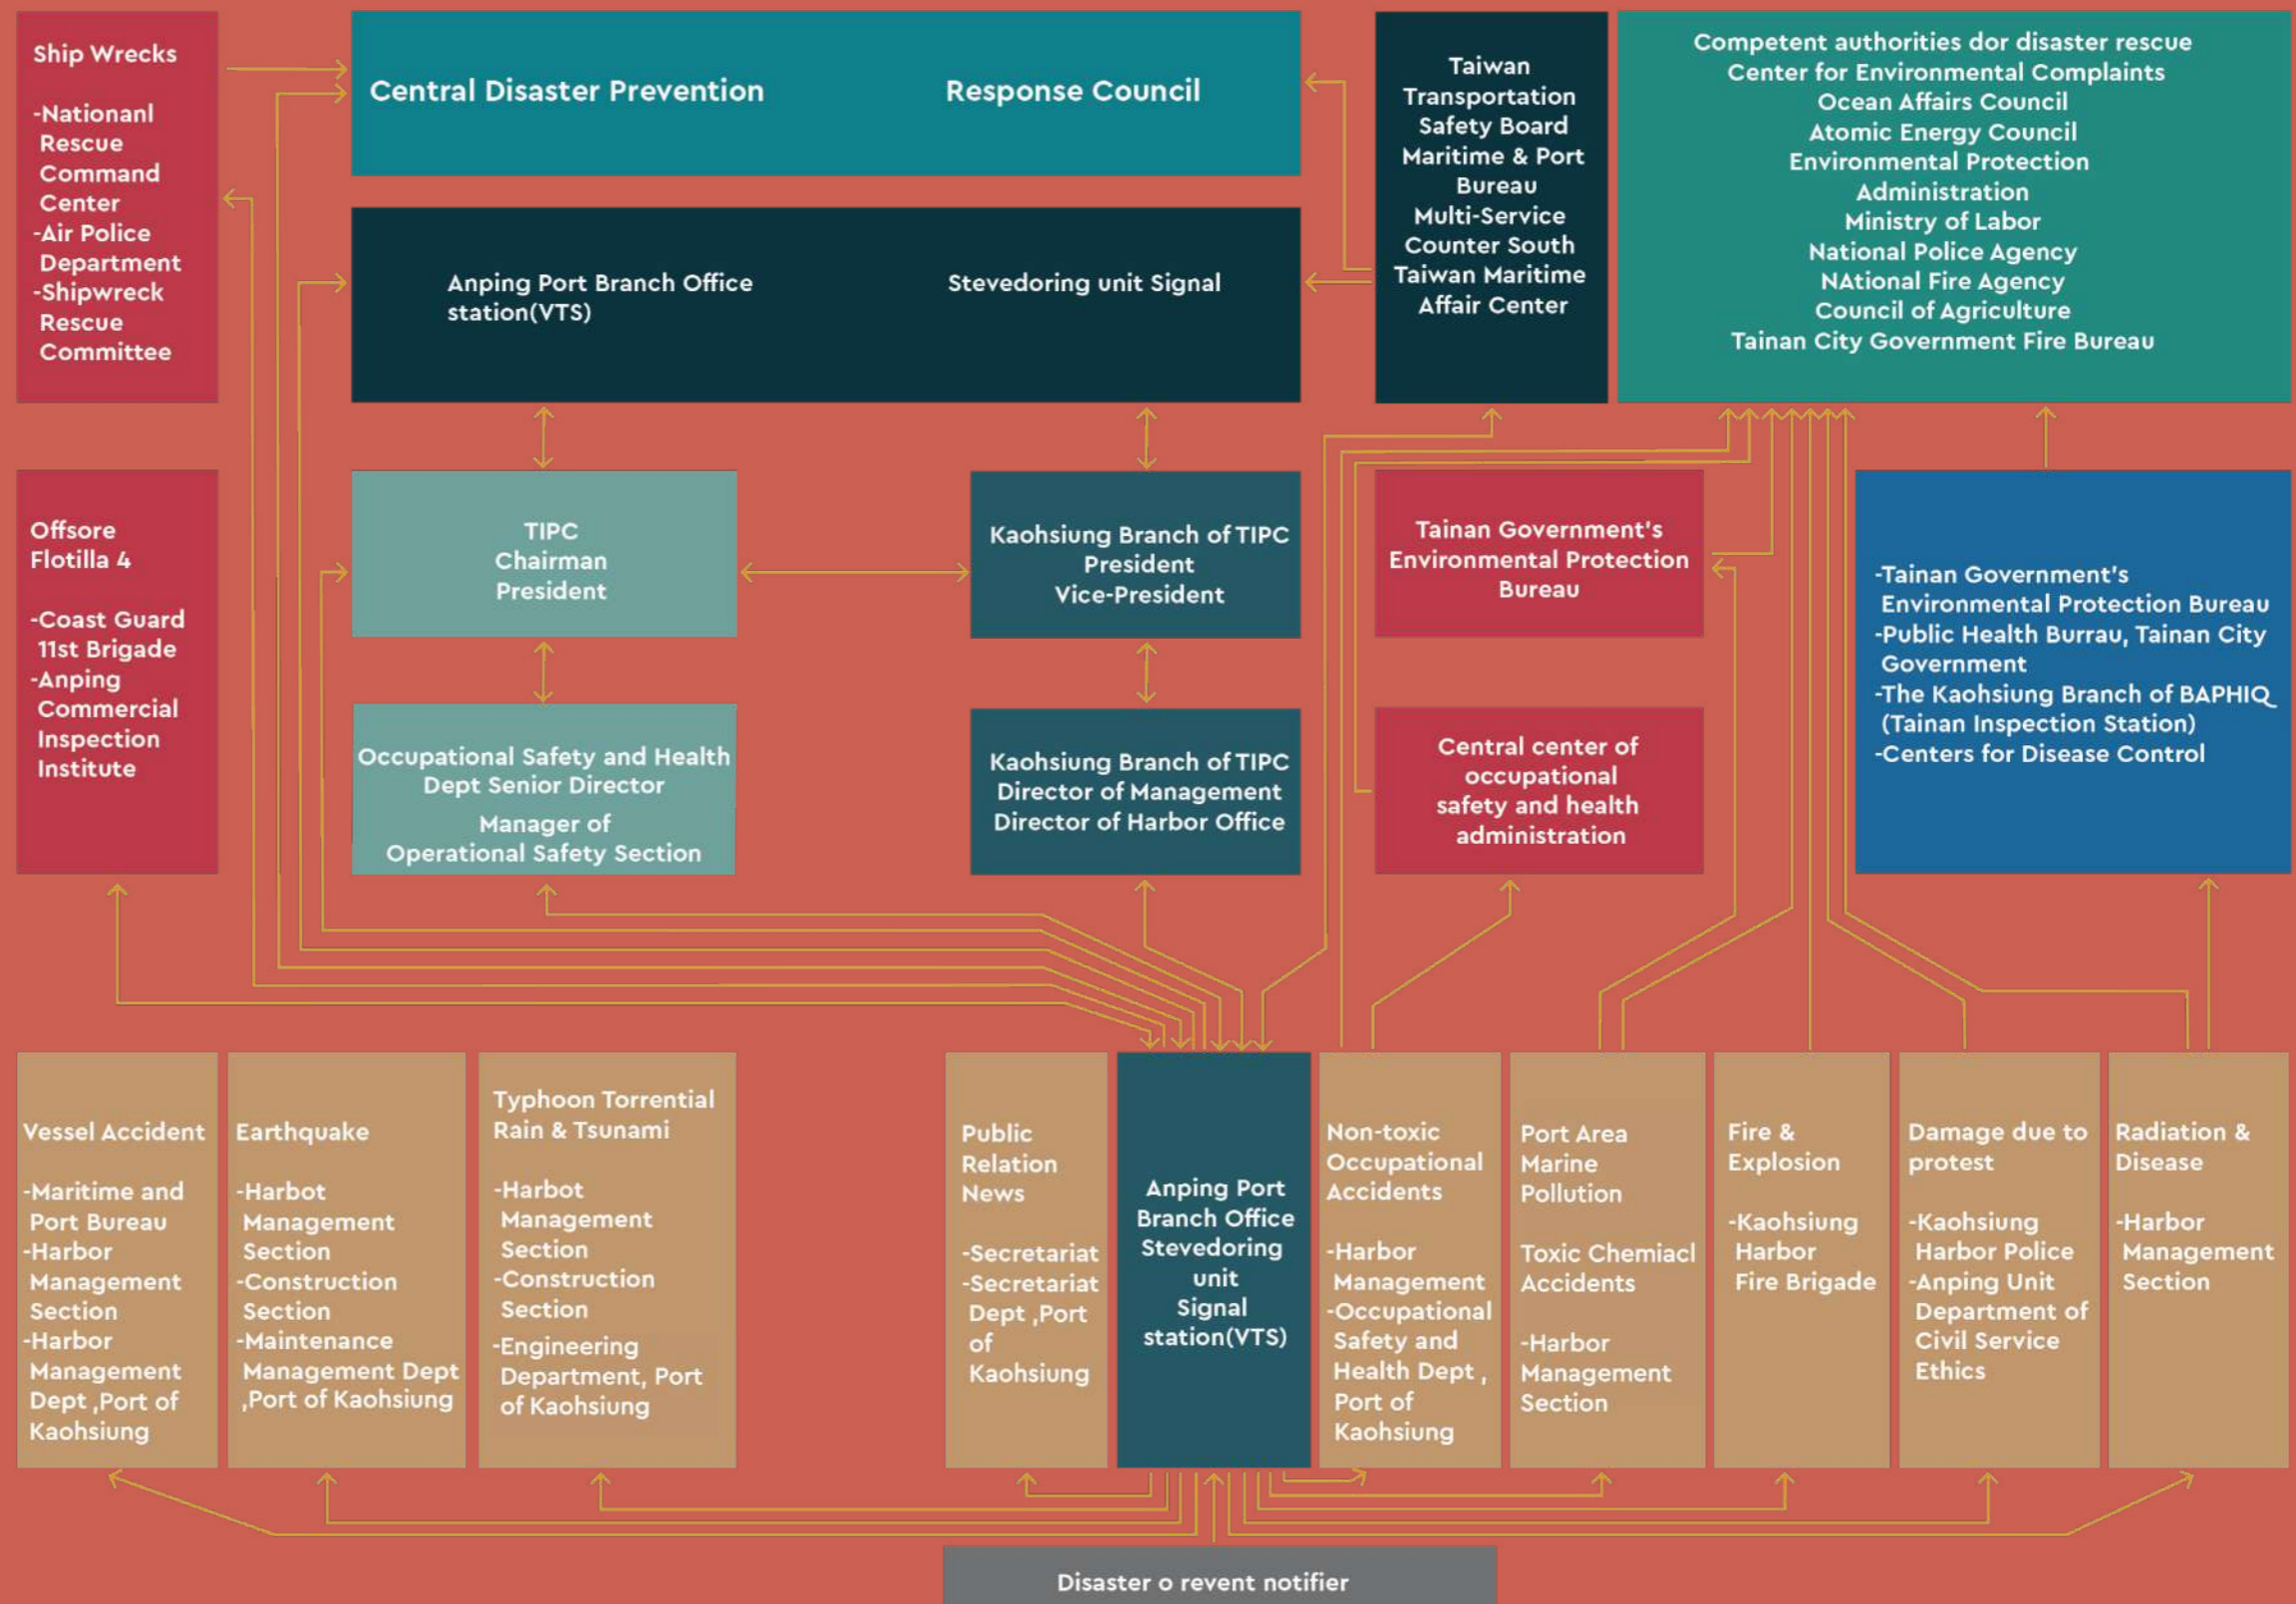 Ship Wrecks
-Nationanl
Rescue
Command
Center
-Air Police
Department
-Shipwreck
Rescue
Committee
Central Disaster Prevention
Response Council
Anping Port Branch Office
station(VTS)
Stevedoring unit Signal
Taiwan
Transportation
Safety Board
Maritime & Port
Bureau
Multi-Service
Counter South
Taiwan Maritime
Affair Center
Competent authorities dor disaster rescue
Center for Environmental Complaints
Ocean Affairs Council
Atomic Energy Council
Environmental Protection
Administration
Ministry of Labor
National Police Agency
NAtional Fire Agency
Council of Agriculture
Tainan City Government Fire Bureau
Offsore
Flotilla 4
-Coast Guard
11st Brigade
-Anping
Commercial
Inspection
Institute
TIPC
Chairman
President
Kaohsiung Branch of TIPC
President
Vice-President
Tainan Government's
Environmental Protection
Bureau
-Tainan Government's
Environmental Protection Bureau
-Public Health Burrau, Tainan City
Government
-The Kaohsiung Branch of BAPHIQ
(Tainan Inspection Station)
-Centers for Disease Control
Occupational Safety and Health
Dept Senior Director
Manager of
Operational Safety Section
Kaohsiung Branch of TIPC
Director of Management
Director of Harbor Office
Central center of
occupational
safety and health
administration
Vessel Accident
-Maritime and
Port Bureau
-Harbor
Management
Section
-Harbor
Management
Dept ,Port of
Kaohsiung
Earthquake
-Harbot
Management
Section
-Construction
Section
-Maintenance
Management Dept
,Port of Kaohsiung
Typhoon Torrential
Rain & Tsunami
-Harbot
Management
Section
-Construction
Section
-Engineering
Department, Port
of Kaohsiung
Public
Relation
News
-Secretariat
-Secretariat
Dept ,Port
of
Kaohsiung
Anping Port
Branch Office
Stevedoring
unit
Signal
station(VTS)
Non-toxic
Occupational
Accidents
-Harbor
Management
-Occupational
Safety and
Health Dept ,
Port of
Kaohsiung
Port Area
Marine
Pollution
Toxic Chemiacl
Accidents
-Harbor
Management
Section
Fire &
Explosion
-Kaohsiung
Harbor
Fire Brigade
Damage due to
protest
-Kaohsiung
Harbor Police
-Anping Unit
Department of
Civil Service
Ethics
Radiation &
Disease
-Harbor
Management
Section
Disaster o revent notifier